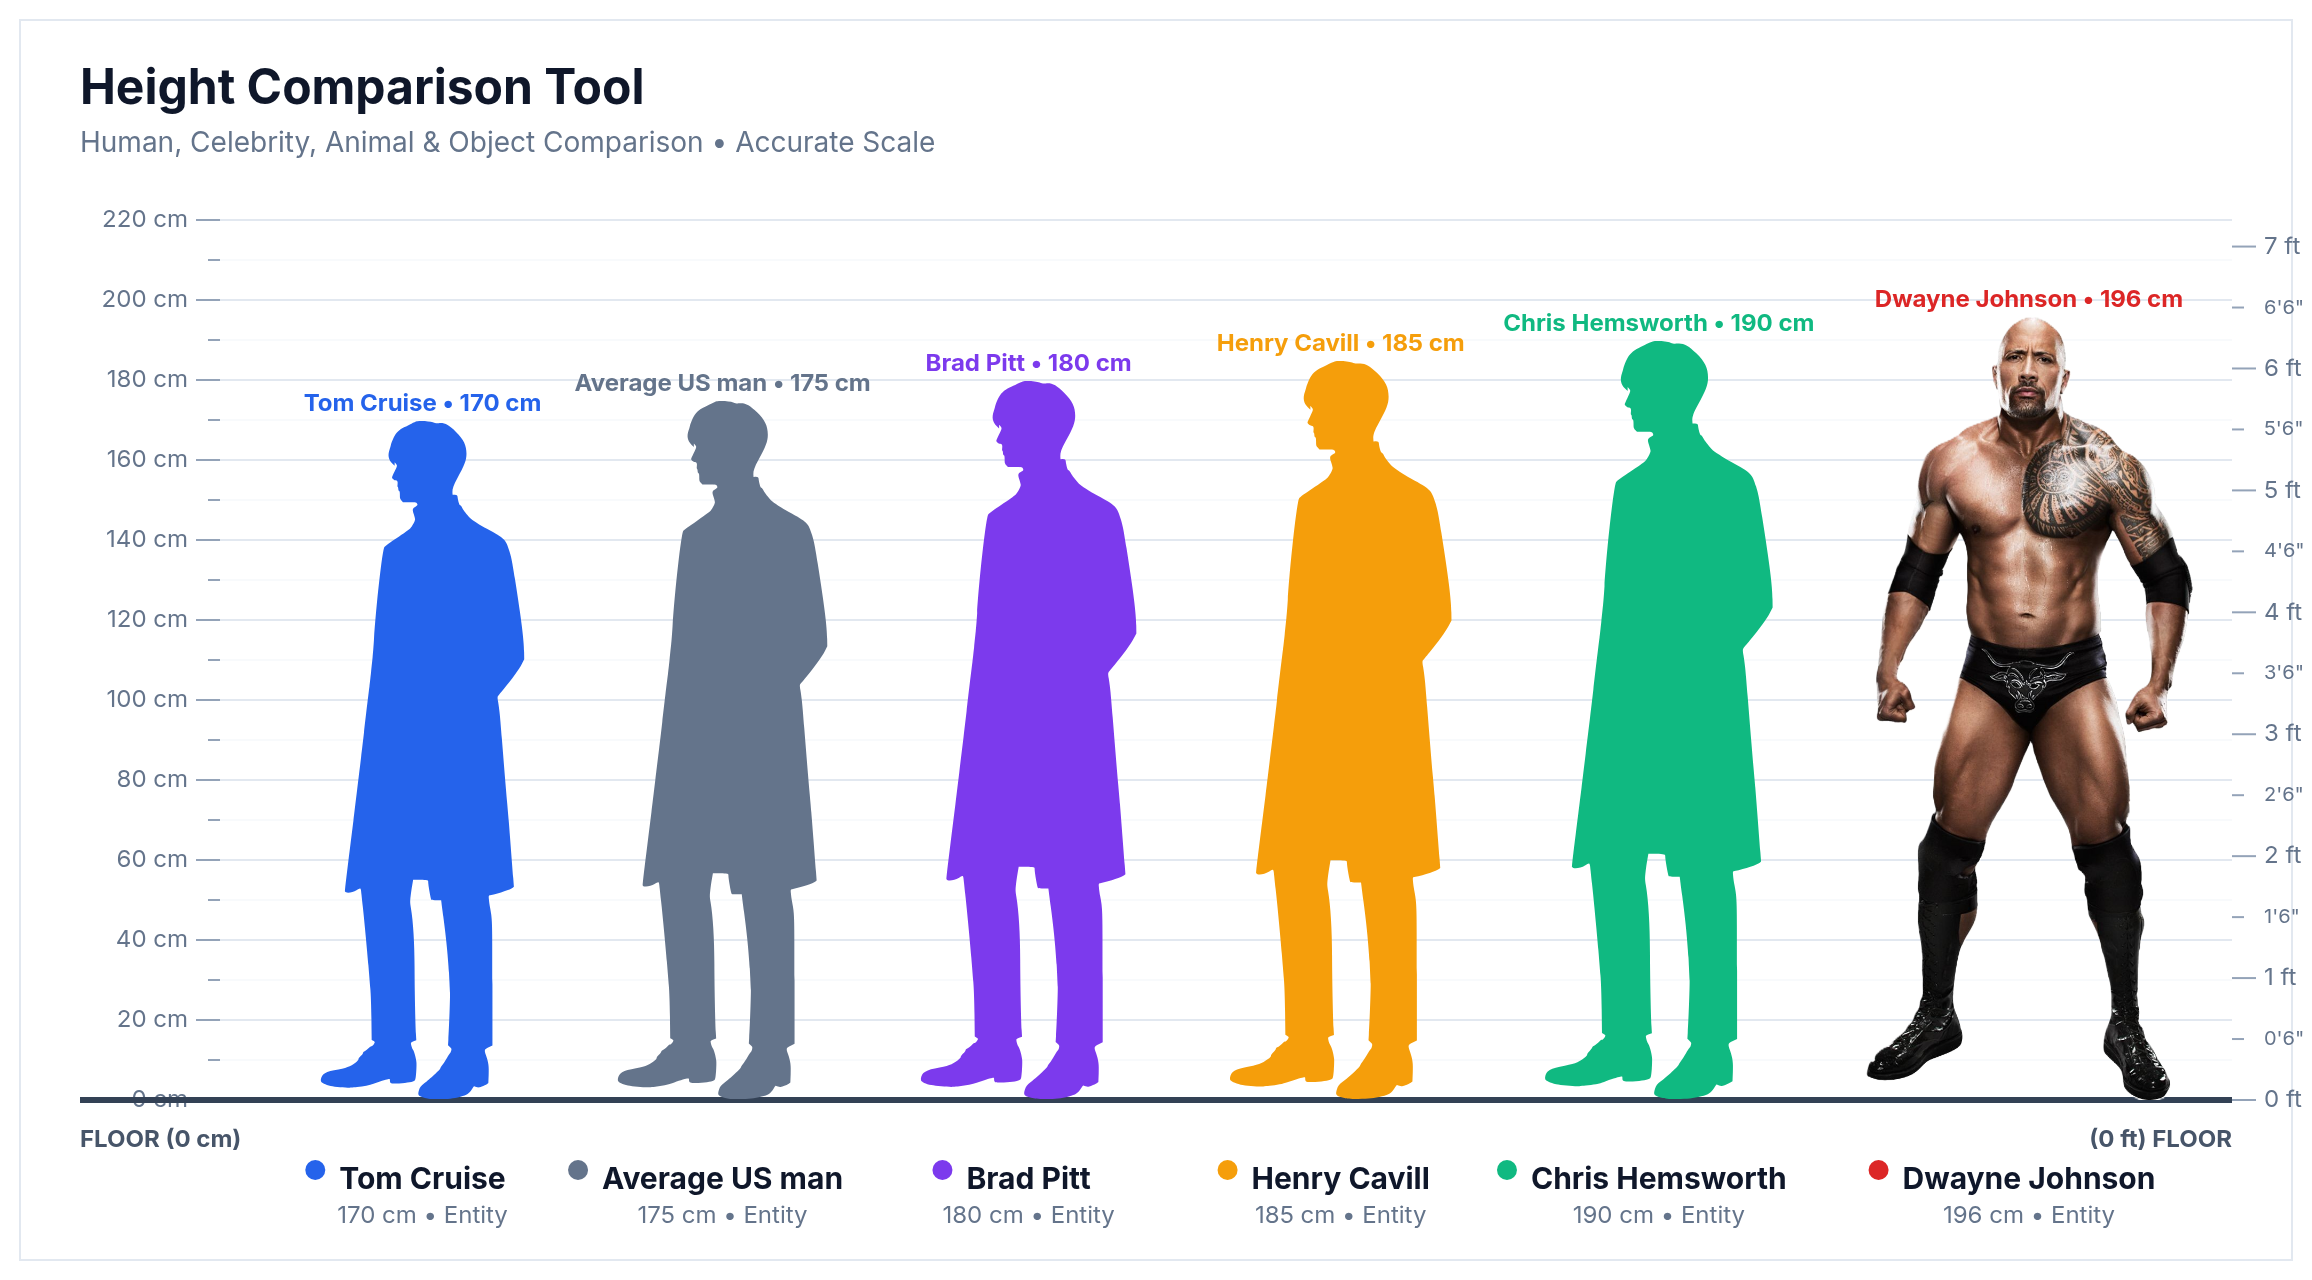 Height Comparison Tool
Human, Celebrity, Animal & Object Comparison • Accurate Scale
220 cm
7 ft
200 cm
Dwayne Johnson • 196 cm
6'6"
Chris Hemsworth • 190 cm
Henry Cavill • 185 cm
Brad Pitt • 180 cm
6 ft
180 cm
Average US man • 175 cm
Tom Cruise • 170 cm
5'6"
160 cm
5 ft
140 cm
4'6"
120 cm
4 ft
3'6"
100 cm
3 ft
80 cm
2'6"
60 cm
2 ft
1'6"
40 cm
1 ft
20 cm
0'6"
0 cm
0 ft
FLOOR (0 cm)
(0 ft) FLOOR
Tom Cruise
Average US man
Brad Pitt
Henry Cavill
Chris Hemsworth
Dwayne Johnson
170 cm • Entity
175 cm • Entity
180 cm • Entity
185 cm • Entity
190 cm • Entity
196 cm • Entity